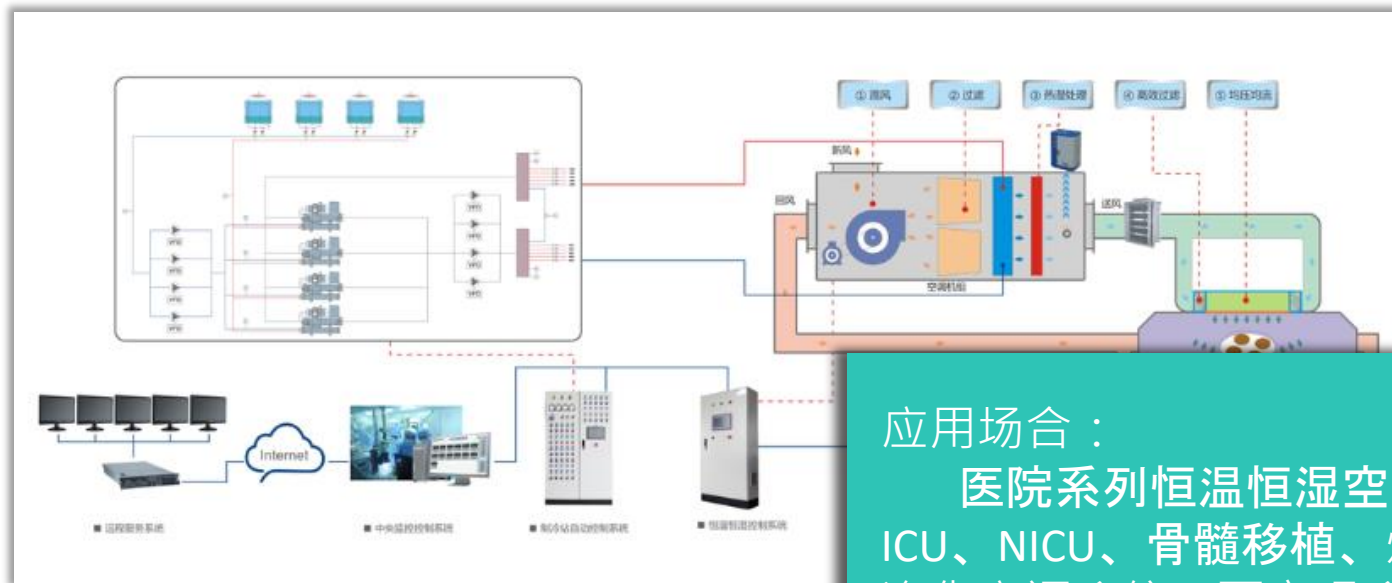 ① 混风
② 过滤
③ 热湿处理
④ 高效过滤
⑤ 均压均流
新风
回风
送风
空调机组
Internet
■ 远程服务系统
■ 中央监控控制系统
■ 制冷站自动控制系统
■ 恒温恒湿控制系统
应用场合：
医院系列恒温恒湿空
ICU、NICU、骨髓移植、